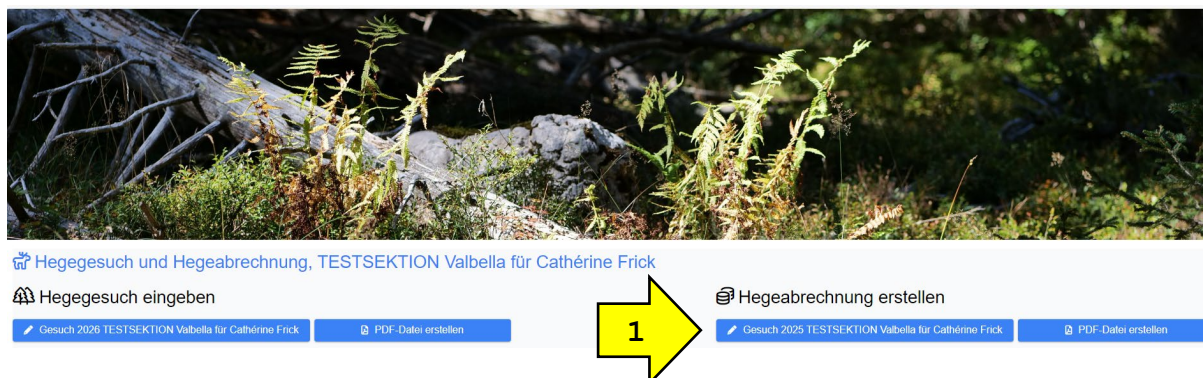 Hegegesuch und Hegeabrechnung, TESTSEKTION Valbella für Cathérine Frick
Hegegesuch eingeben
Gesuch 2026 TESTSEKTION Valbella für Cathérine Frick
PDF-Datei erstellen
1
Hegeabrechnung erstellen
Gesuch 2025 TESTSEKTION Valbella für Cathérine Frick
PDF-Datei erstellen